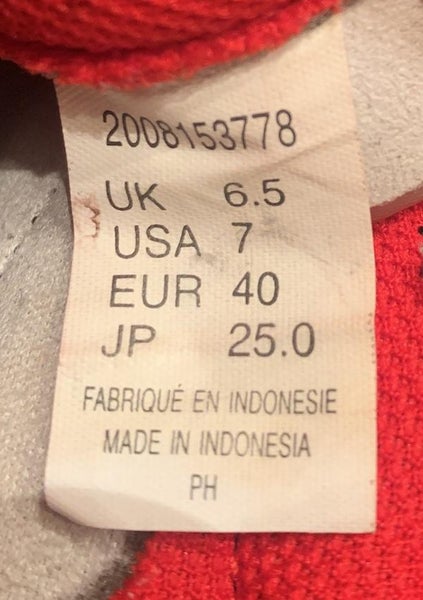 2008153778
UK 6.5
USA 7
EUR 40
JP 25.0
FABRIQUÉ EN INDONESIE
MADE IN INDONESIA
PH